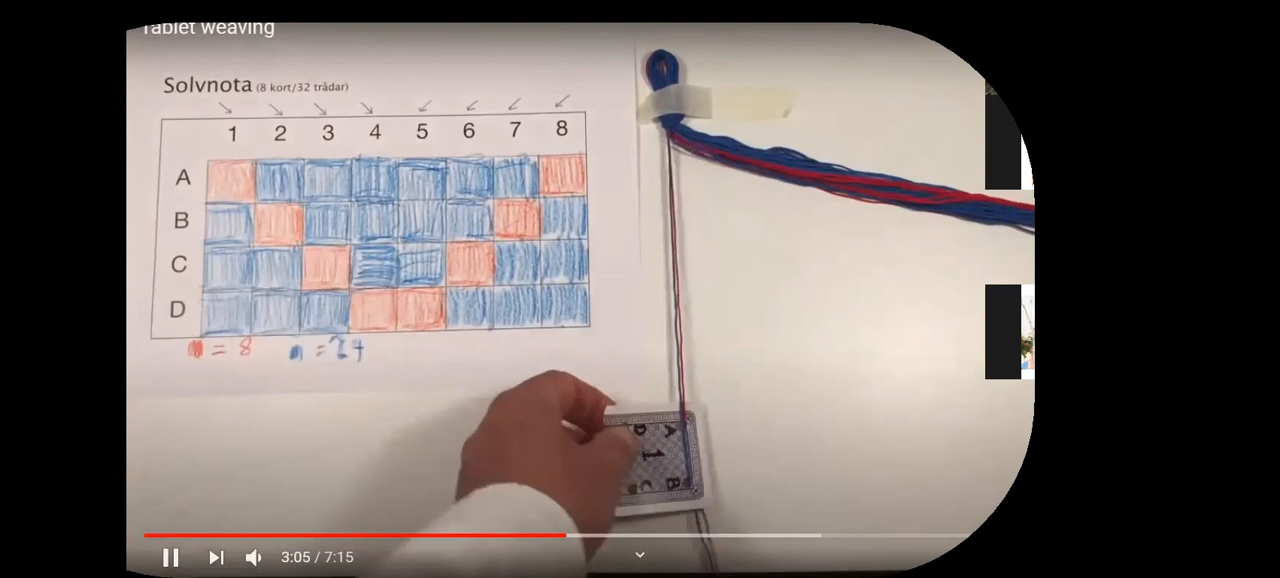 Tablet weaving
Solvnota (8 kort/32 trådar)
1 2 3 4 5 6 7 8
A
B
C
D
= 8 = 24
D A
1
C B
3:05 / 7:15